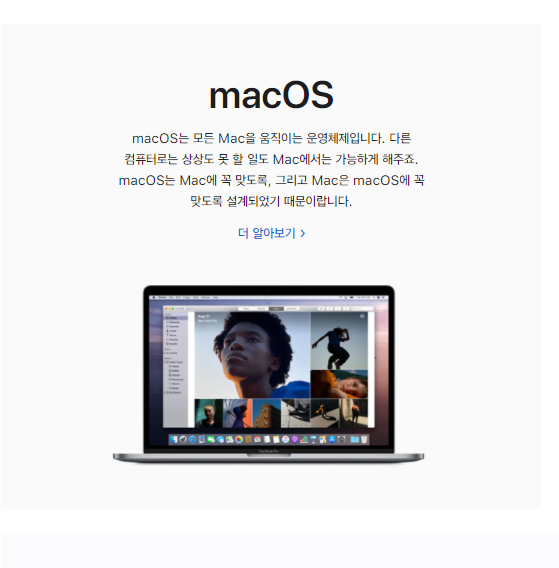 macOS
macOS는 모든 Mac을 움직이는 운영체제입니다. 다른
컴퓨터로는 상상도 못 할 일도 Mac에서는 가능하게 해주죠.
macOS는 Mac에 꼭 맞도록, 그리고 Mac은 macOS에 꼭
맞도록 설계되었기 때문이랍니다.
더 알아보기 >
MacBook Pro